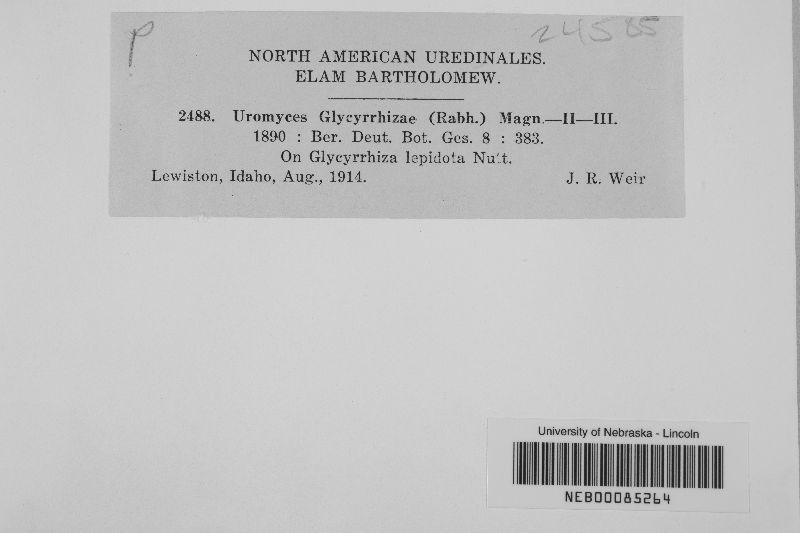 P
24585
NORTH AMERICAN UREDINALES.
ELAM BARTHOLOMEW.
2488. Uromyces Glycyrrhizae (Rabh.) Magn.—II—III.
1890 : Ber. Deut. Bot. Ges. 8 : 383.
On Glycyrrhiza lepidota Nutt.
Lewiston, Idaho, Aug., 1914. J. R. Weir
University of Nebraska - Lincoln
NEB00085264